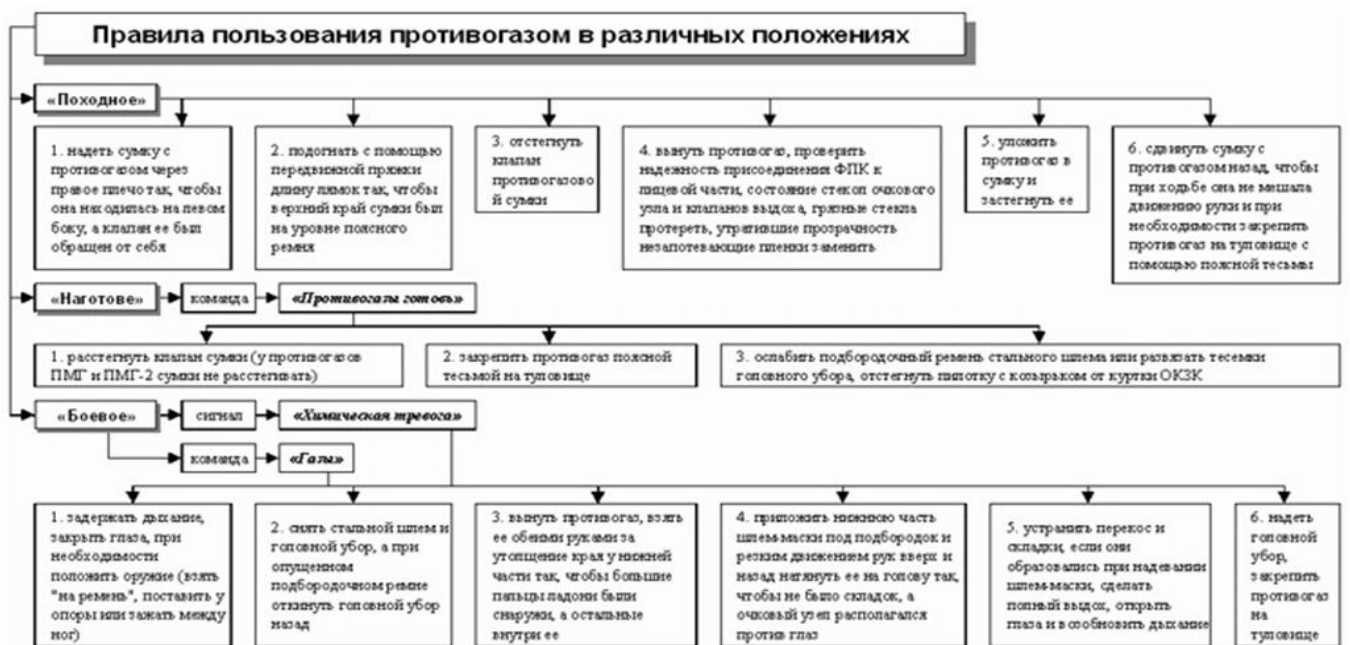 Правила пользования противогазом в различных положениях
«Походное»
1. надеть сумку с
противогазом через
правое плечо так, чтобы
она находилась на левом
боку, а клапан ее был
обращен от себя
2. подогнать с помощью
передвижной пряжки
длину лямок так, чтобы
верхний край сумки был
на уровне поясного
ремня
3. отстегнуть
клапан
противогазово
й сумки
4. вынуть противогаз, проверить
надежность присоединения ФПК к
лицевой части, состояние стекол очкового
узла и клапанов выдоха, грязные стекла
протереть, утратившие прозрачность
незапотевающие пленки заменить
5. уложить
противогаз в
сумку и
застегнуть ее
6. сдвинуть сумку с
противогазом назад, чтобы
при ходьбе она не мешала
движению руки и при
необходимости закрепить
противогаз на туловище с
помощью поясной тесьмы
«Наготове»
команда
«Противогазы готовь»
1. расстегнуть клапан сумки (у противогазов
ПМГ и ПМГ-2 сумки не расстегивать)
2. закрепить противогаз поясной
тесьмой на туловище
3. ослабить подбородочный ремень стального шлема или развязать тесемки
головного убора, отстегнуть пилотку с козырьком от куртки ОКЗК
«Боевое»
сигнал
«Химическая тревога»
команда
«Газы»
1. задержать дыхание,
закрыть глаза, при
необходимости
положить оружие (взять
"на ремень", поставить у
опоры или зажать между
ног)
2. снять стальной шлем и
головной убор, а при
опущенном
подбородочном ремне
откинуть головной убор
назад
3. вынуть противогаз, взять
ее обеими руками за
утолщение края у нижней
части так, чтобы большие
пальцы ладони были
снаружи, а остальные
внутри ее
4. приложить нижнюю часть
шлем-маски под подбородок и
резким движением рук вверх и
назад натянуть ее на голову так,
чтобы не было складок, а
очковый узел располагался
против глаз
5. устранить перекос и
складки, если они
образовались при надевании
шлем-маски, сделать
полный выдох, открыть
глаза и возобновить дыхание
6. надеть
головной
убор,
закрепить
противогаз
на
туловище